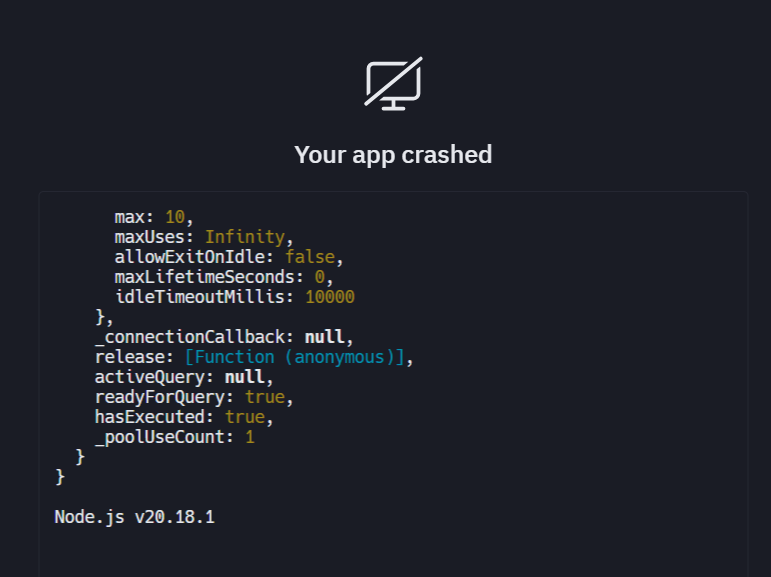 Your app crashed
max: 10,
maxUses: Infinity,
allowExitOnIdle: false,
maxLifetimeSeconds: 0,
idleTimeoutMillis: 10000
},
_connectionCallback: null,
release: [Function (anonymous)],
activeQuery: null,
readyForQuery: true,
hasExecuted: true,
_poolUseCount: 1
}
}
Node.js v20.18.1